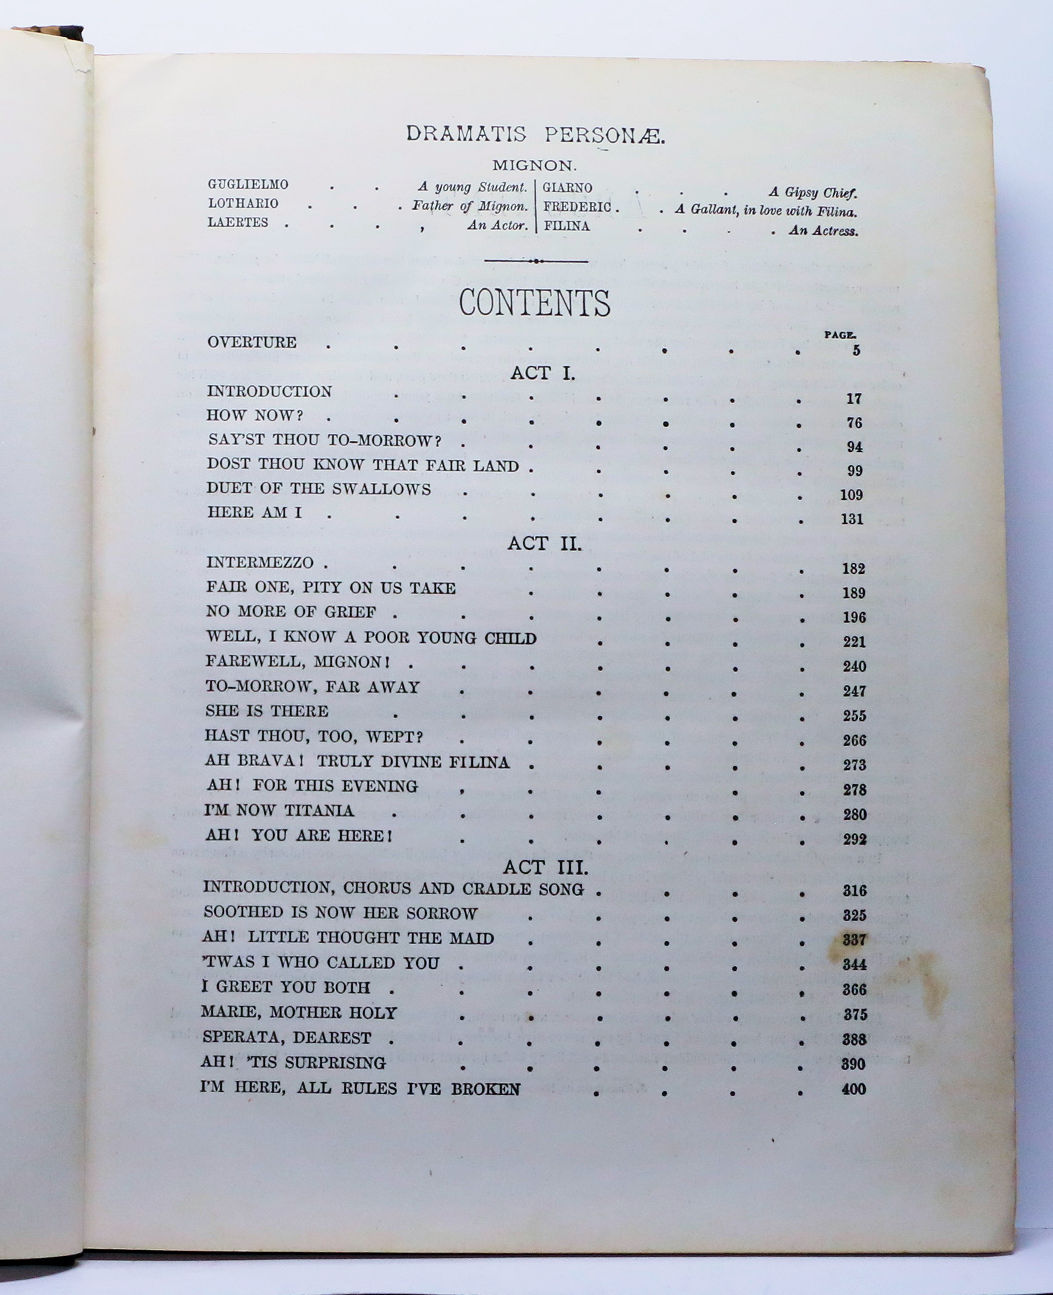 DRAMATIS PERSONÆ.
MIGNON.
GUGLIELMO . . A young Student. GIARNO . . . A Gipsy Chief.
LOTHARIO . . . Father of Mignon. FREDERIC . . A Gallant, in love with Filina.
LAERTES . . . , An Actor. FILINA . . . . An Actress.
CONTENTS
PAGE.
OVERTURE . . . . . . . . 5
ACT I.
INTRODUCTION . . . . . . . 17
HOW NOW? . . . . . . . . 76
SAY'ST THOU TO-MORROW? . . . . . . 94
DOST THOU KNOW THAT FAIR LAND . . . . . 99
DUET OF THE SWALLOWS . . . . . . 109
HERE AM I . . . . . . . . 131
ACT II.
INTERMEZZO . . . . . . . . 182
FAIR ONE, PITY ON US TAKE . . . . . 189
NO MORE OF GRIEF . . . . . . . 196
WELL, I KNOW A POOR YOUNG CHILD . . . . 221
FAREWELL, MIGNON! . . . . . . . 240
TO-MORROW, FAR AWAY . . . . . . 247
SHE IS THERE . . . . . . . 255
HAST THOU, TOO, WEPT? . . . . . . 266
AH BRAVA! TRULY DIVINE FILINA . . . . . 273
AH! FOR THIS EVENING , . . . . . 278
I'M NOW TITANIA . . . . . . . 280
AH! YOU ARE HERE! . . . . . . 292
ACT III.
INTRODUCTION, CHORUS AND CRADLE SONG . . . . 316
SOOTHED IS NOW HER SORROW . . . . . 325
AH! LITTLE THOUGHT THE MAID . . . . . 337
'TWAS I WHO CALLED YOU . . . . . . 344
I GREET YOU BOTH . . . . . . . 366
MARIE, MOTHER HOLY . . . . . . 375
SPERATA, DEAREST . . . . . . . 388
AH! 'TIS SURPRISING . . . . . . 390
I'M HERE, ALL RULES I'VE BROKEN . . . . 400